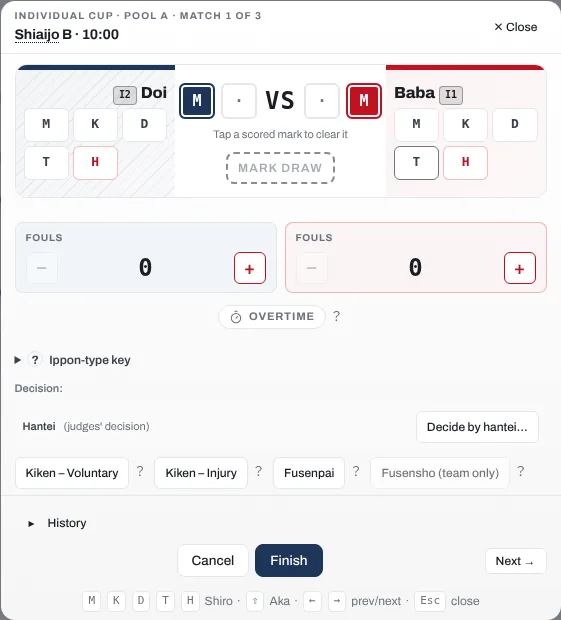 INDIVIDUAL CUP · POOL A · MATCH 1 OF 3
Shiaijo B · 10:00
✕ Close
I2 Doi
M · VS · M
Baba I1
M K D
T H
Tap a scored mark to clear it
MARK DRAW
M K D
T H
FOULS
− 0 +
FOULS
− 0 +
OVERTIME ?
▶ ? Ippon-type key
Decision:
Hantei (judges' decision)
Decide by hantei...
Kiken – Voluntary ? Kiken – Injury ? Fusenpai ? Fusensho (team only) ?
▶ History
Cancel Finish Next →
M K D T H Shiro · ⇧ Aka · ← → prev/next · Esc close